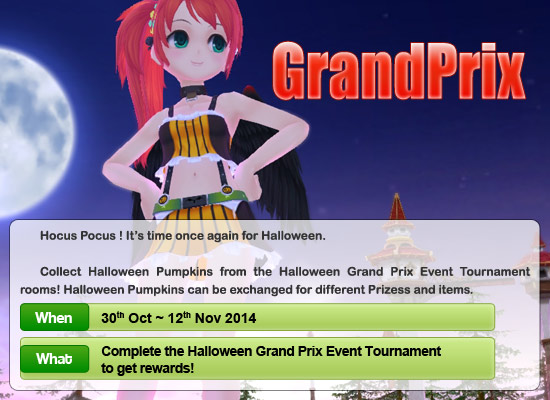 GrandPrix
Hocus Pocus ! It's time once again for Halloween.
Collect Halloween Pumpkins from the Halloween Grand Prix Event Tournament
rooms! Halloween Pumpkins can be exchanged for different Prizess and items.
When 30th Oct ~ 12th Nov 2014
What Complete the Halloween Grand Prix Event Tournament
to get rewards!